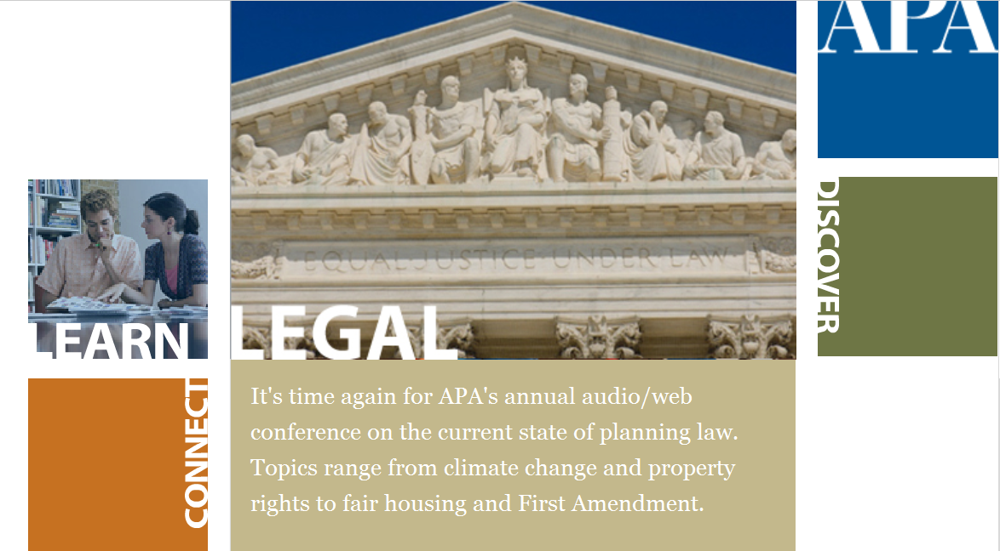 APA
EQUAL JUSTICE UNDER LAW
LEARN
LEGAL
DISCOVER
CONNECT
It's time again for APA's annual audio/web
conference on the current state of planning law.
Topics range from climate change and property
rights to fair housing and First Amendment.